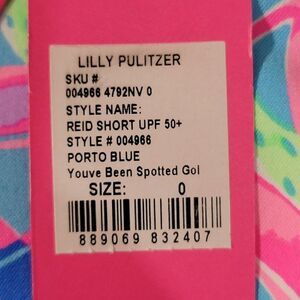 LILLY PULITZER
SKU #
004966 4792NV 0
STYLE NAME:
REID SHORT UPF 50+
STYLE # 004966
PORTO BLUE
Youve Been Spotted Gol
SIZE: 0
889069 832407